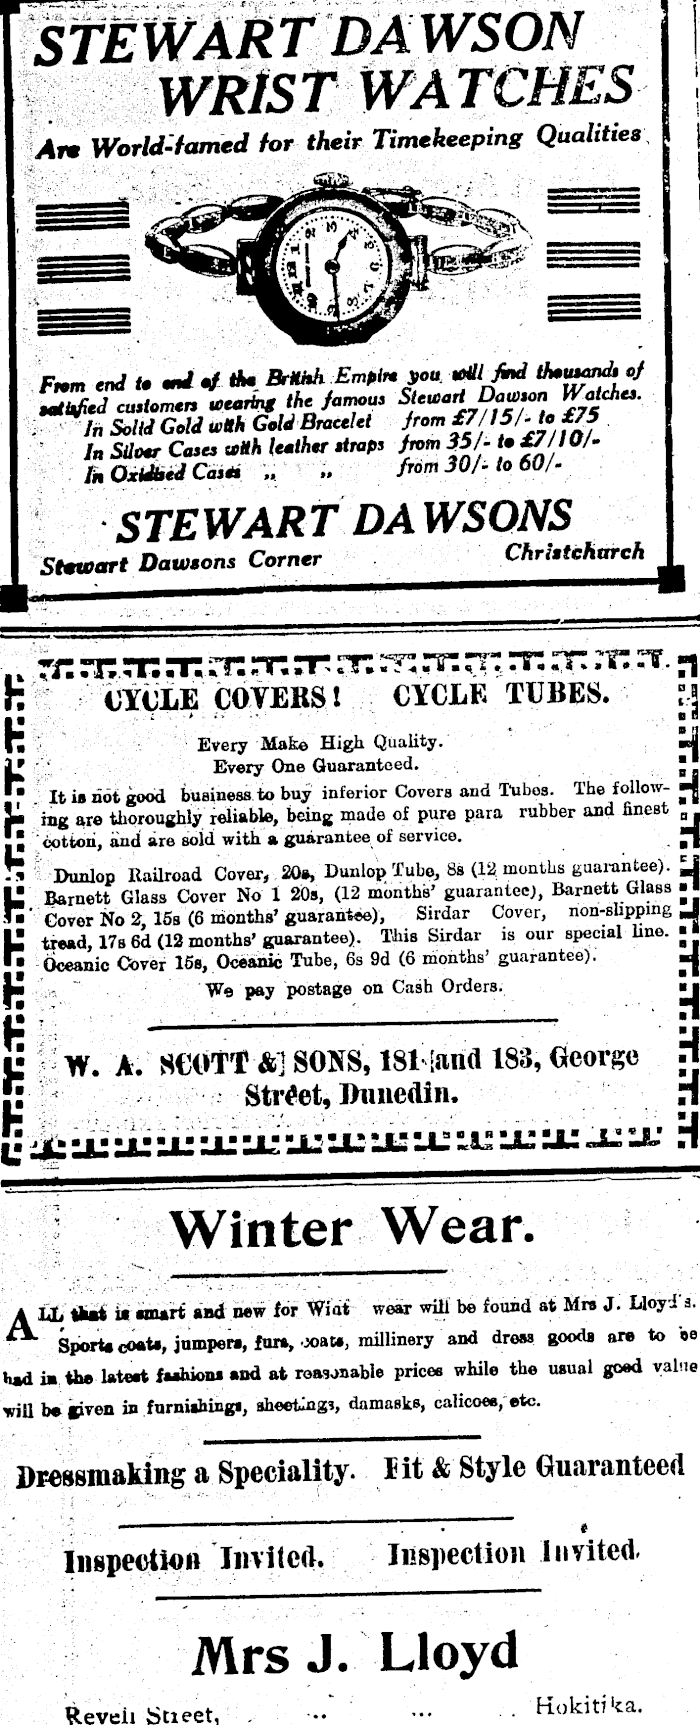 STEWART DAWSON
WRIST WATCHES
Are World-famed for their Timekeeping Qualities
From end to end of the British Empire you will find thousands of
satisfied customers wearing the famous Stewart Dawson Watches.
In Solid Gold with Gold Bracelet from £7/15/- to £75
In Silver Cases with leather straps from 35/- to £7/10/-
In Oxidised Cases „ „ from 30/- to 60/-
STEWART DAWSONS
Stewart Dawsons Corner Christchurch
CYCLE COVERS! CYCLE TUBES.
Every Make High Quality.
Every One Guaranteed.
It is not good business to buy inferior Covers and Tubes. The follow-
ing are thoroughly reliable, being made of pure para rubber and finest
cotton, and are sold with a guarantee of service.
Dunlop Railroad Cover, 20s, Dunlop Tube, 8s (12 months guarantee).
Barnett Glass Cover No 1 20s, (12 months' guarantee), Barnett Glass
Cover No 2, 15s (6 months' guarantee), Sirdar Cover, non-slipping
tread, 17s 6d (12 months' guarantee). This Sirdar is our special line.
Oceanic Cover 15s, Oceanic Tube, 6s 9d (6 months' guarantee).
We pay postage on Cash Orders.
W. A. SCOTT & SONS, 181 and 183, George
Street, Dunedin.
Winter Wear.
ALL that is smart and new for Wint wear will be found at Mrs J. Lloyd's.
Sports coats, jumpers, furs, coats, millinery and dress goods are to be
had in the latest fashions and at reasonable prices while the usual good value
will be given in furnishings, sheetings, damasks, calicoes, etc.
Dressmaking a Speciality. Fit & Style Guaranteed
Inspection Invited. Inspection Invited.
Mrs J. Lloyd
Revell Street, ... ... Hokitika.